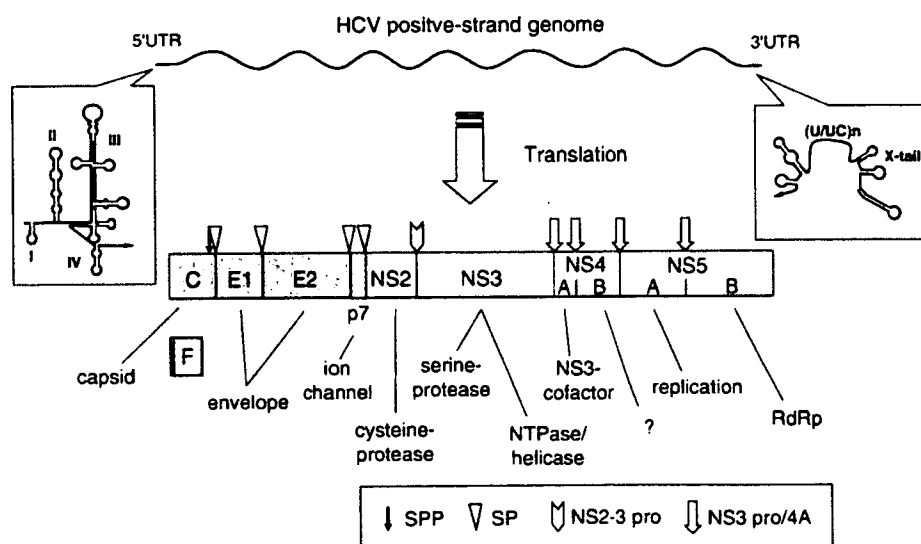 HCV positve-strand genome
5'UTR
3'UTR
II
III
I
IV
(U/UC)n
X-tail
Translation
C
E1
E2
p7
NS2
NS3
NS4
A
B
NS5
A
B
F
capsid
envelope
ion
channel
cysteine-
protease
serine-
protease
NTPase/
helicase
NS3-
cofactor
?
replication
RdRp
SPP
SP
NS2-3 pro
NS3 pro/4A